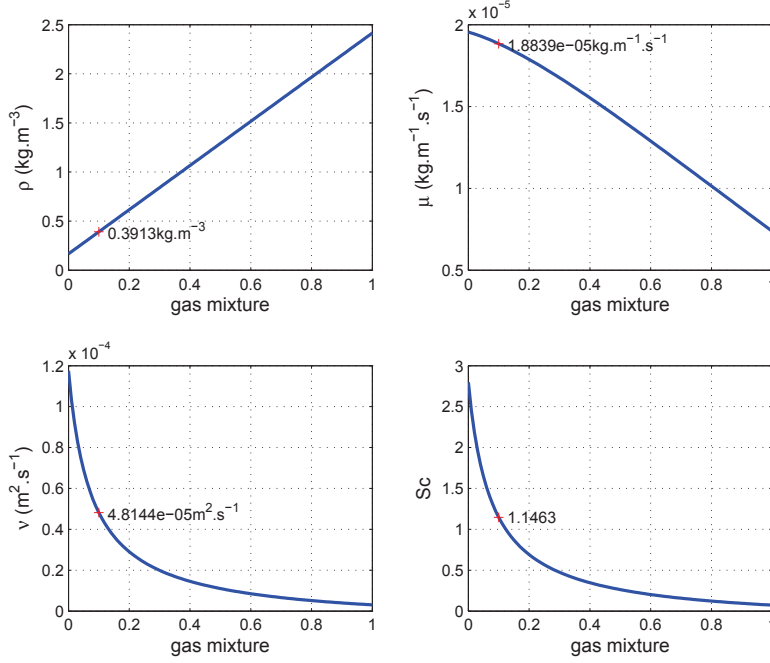 2.5
2
1.5
1
0.5
0
ρ (kg.m⁻³)
0.3913kg.m⁻³
0 0.2 0.4 0.6 0.8 1
gas mixture
x 10⁻⁵
2
1.5
1
0.5
μ (kg.m⁻¹.s⁻¹)
1.8839e−05kg.m⁻¹.s⁻¹
0 0.2 0.4 0.6 0.8 1
gas mixture
x 10⁻⁴
1.2
1
0.8
0.6
0.4
0.2
0
ν (m².s⁻¹)
4.8144e−05m².s⁻¹
0 0.2 0.4 0.6 0.8 1
gas mixture
3
2.5
2
1.5
1
0.5
0
Sc
1.1463
0 0.2 0.4 0.6 0.8 1
gas mixture